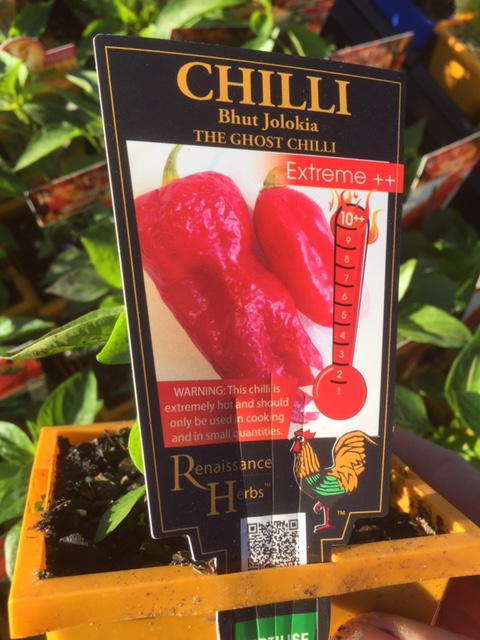 CHILLI
Bhut Jolokia
THE GHOST CHILLI
Extreme ++
10++
9
8
7
6
5
4
3
2
1
WARNING: This chilli is
extremely hot and should
only be used in cooking
and in small quantities.
Renaissance
Herbs™
TM